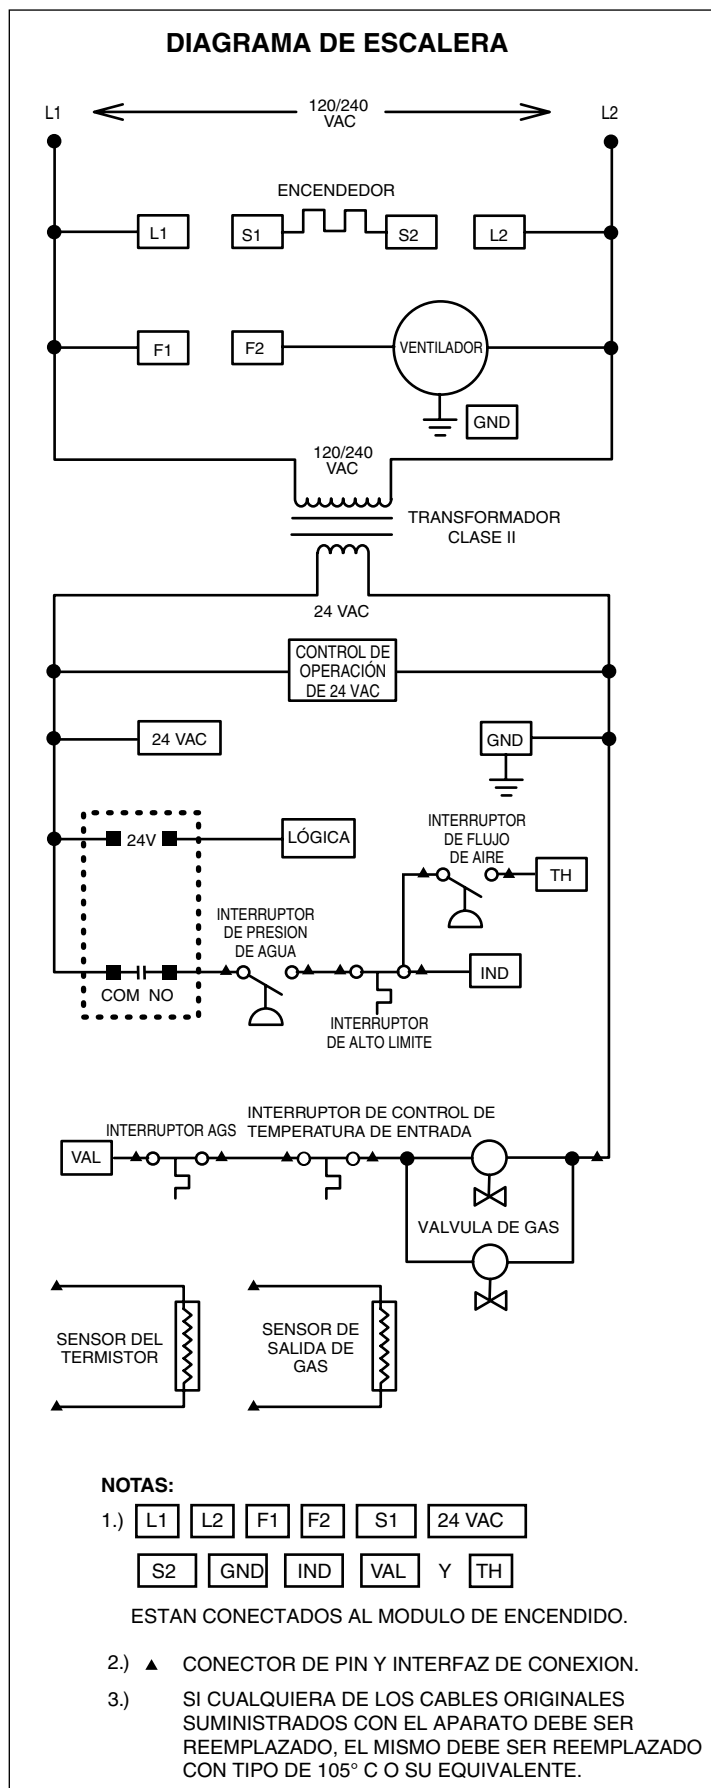 DIAGRAMA DE ESCALERA
L1
120/240
VAC
L2
ENCENDEDOR
L1
S1
S2
L2
F1
F2
VENTILADOR
GND
120/240
VAC
TRANSFORMADOR
CLASE II
24 VAC
CONTROL DE
OPERACIÓN
DE 24 VAC
24 VAC
GND
24V
LÓGICA
INTERRUPTOR
DE FLUJO
DE AIRE
TH
INTERRUPTOR
DE PRESION
DE AGUA
COM NO
IND
INTERRUPTOR
DE ALTO LIMITE
VAL
INTERRUPTOR AGS
INTERRUPTOR DE CONTROL DE
TEMPERATURA DE ENTRADA
VALVULA DE GAS
SENSOR DEL
TERMISTOR
SENSOR DE
SALIDA DE
GAS
NOTAS:
1.) L1 L2 F1 F2 S1 24 VAC
S2 GND IND VAL Y TH
ESTAN CONECTADOS AL MODULO DE ENCENDIDO.
2.) ▲ CONECTOR DE PIN Y INTERFAZ DE CONEXION.
3.) SI CUALQUIERA DE LOS CABLES ORIGINALES
SUMINISTRADOS CON EL APARATO DEBE SER
REEMPLAZADO, EL MISMO DEBE SER REEMPLAZADO
CON TIPO DE 105° C O SU EQUIVALENTE.